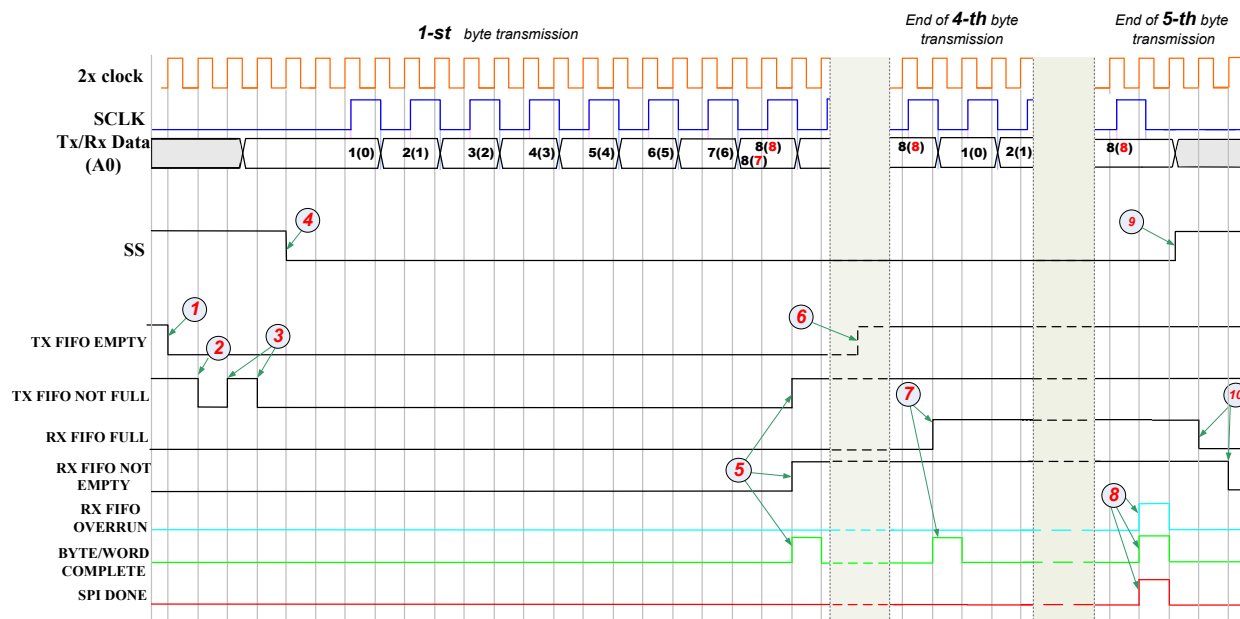 1-st byte transmission
End of 4-th byte
transmission
End of 5-th byte
transmission
2x clock
SCLK
Tx/Rx Data
(A0)
1(0)
2(1)
3(2)
4(3)
5(4)
6(5)
7(6)
8(8)
8(7)
8(8)
1(0)
2(1)
8(8)
SS
4
9
1
2
3
6
TX FIFO EMPTY
TX FIFO NOT FULL
7
10
RX FIFO FULL
RX FIFO NOT
EMPTY
5
8
RX FIFO
OVERRUN
BYTE/WORD
COMPLETE
SPI DONE